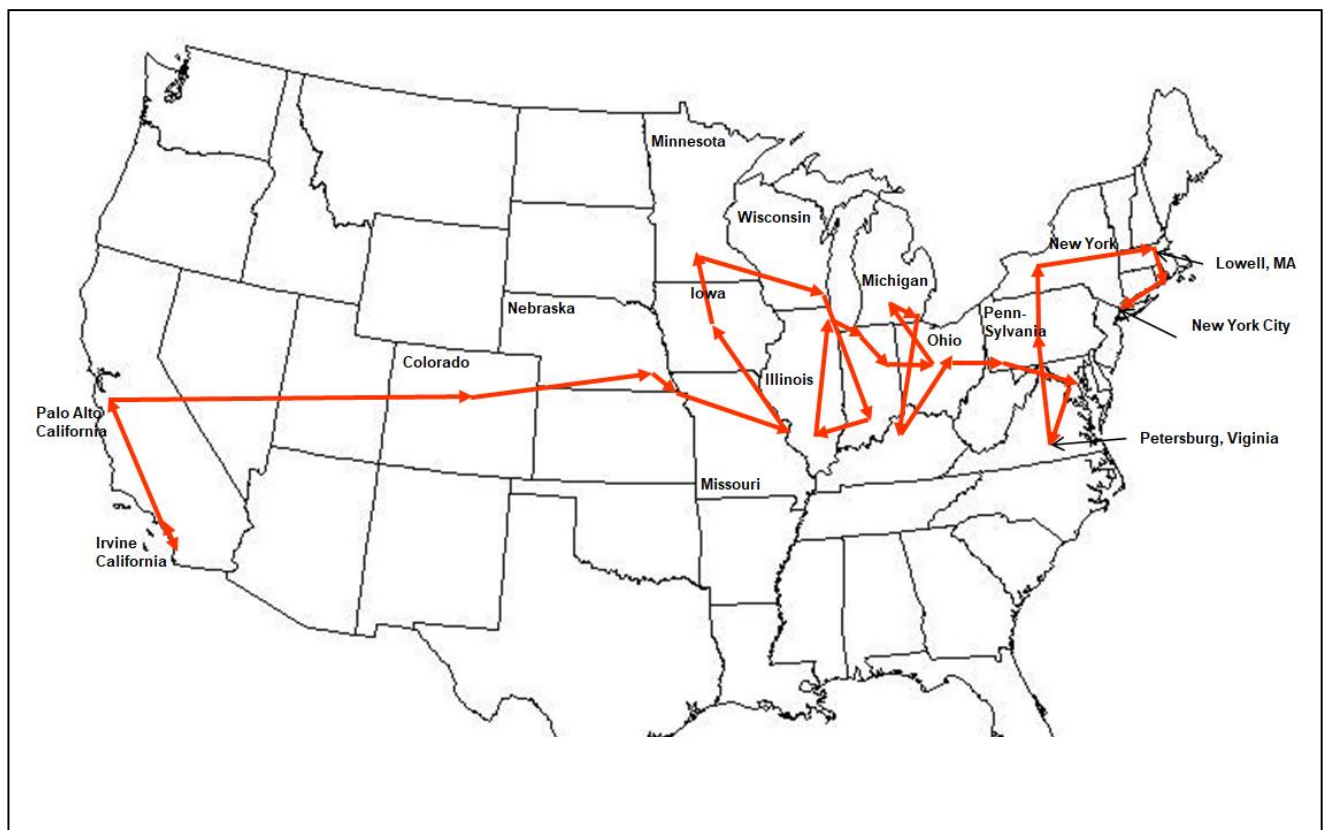 Minnesota
Wisconsin
New York
Lowell, MA
Michigan
Iowa
Nebraska
Penn-
Sylvania
New York City
Ohio
Colorado
Illinois
Palo Alto
California
Petersburg, Viginia
Missouri
Irvine
California